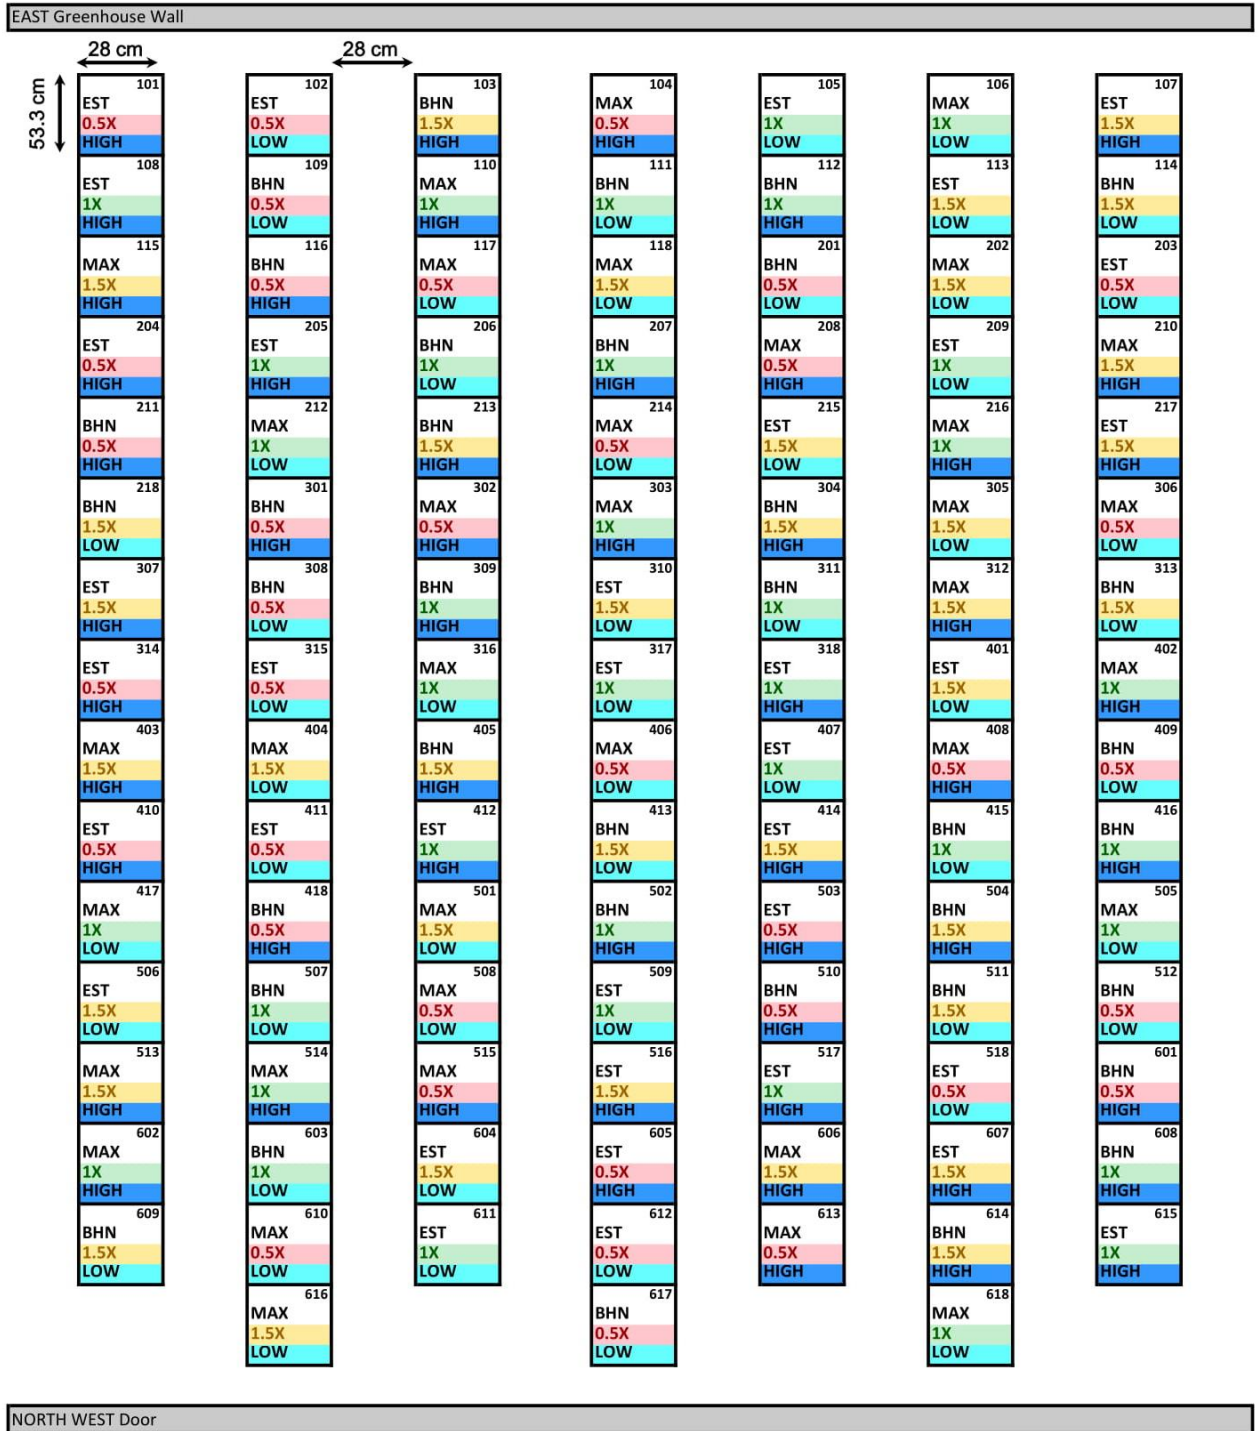 EAST Greenhouse Wall
28 cm 28 cm
53.3 cm
101 102 103 104 105 106 107
EST EST BHN MAX EST MAX EST
0.5X 0.5X 1.5X 0.5X 1X 1X 1.5X
HIGH LOW HIGH HIGH LOW LOW HIGH
108 109 110 111 112 113 114
EST BHN MAX BHN BHN EST BHN
1X 0.5X 1X 1X 1X 1.5X 1.5X
HIGH LOW HIGH LOW HIGH LOW LOW
115 116 117 118 201 202 203
MAX BHN MAX MAX BHN MAX EST
1.5X 0.5X 0.5X 1.5X 0.5X 1.5X 0.5X
HIGH HIGH LOW LOW LOW LOW LOW
204 205 206 207 208 209 210
EST EST BHN BHN MAX EST MAX
0.5X 1X 1X 1X 0.5X 1X 1.5X
HIGH HIGH LOW HIGH HIGH LOW HIGH
211 212 213 214 215 216 217
BHN MAX BHN MAX EST MAX EST
0.5X 1X 1.5X 0.5X 1.5X 1X 1.5X
HIGH LOW HIGH LOW LOW HIGH HIGH
218 301 302 303 304 305 306
BHN BHN MAX MAX BHN MAX MAX
1.5X 0.5X 0.5X 1X 1.5X 1.5X 0.5X
LOW HIGH HIGH HIGH HIGH LOW LOW
307 308 309 310 311 312 313
EST BHN BHN EST BHN MAX BHN
1.5X 0.5X 1X 1.5X 1X 1.5X 1.5X
HIGH LOW HIGH LOW LOW HIGH LOW
314 315 316 317 318 401 402
EST EST MAX EST EST EST MAX
0.5X 0.5X 1X 1X 1X 1.5X 1X
HIGH LOW LOW LOW HIGH LOW HIGH
403 404 405 406 407 408 409
MAX MAX BHN MAX EST MAX BHN
1.5X 1.5X 1.5X 0.5X 1X 0.5X 0.5X
HIGH LOW HIGH LOW LOW HIGH LOW
410 411 412 413 414 415 416
EST EST EST BHN EST BHN BHN
0.5X 0.5X 1X 1.5X 1.5X 1X 1X
HIGH LOW HIGH LOW HIGH LOW HIGH
417 418 501 502 503 504 505
MAX BHN MAX BHN EST BHN MAX
1X 0.5X 1.5X 1X 0.5X 1.5X 1X
LOW HIGH LOW HIGH HIGH HIGH LOW
506 507 508 509 510 511 512
EST BHN MAX EST BHN BHN BHN
1.5X 1X 0.5X 1X 0.5X 1.5X 0.5X
LOW LOW LOW LOW HIGH LOW LOW
513 514 515 516 517 518 601
MAX MAX MAX EST EST EST BHN
1.5X 1X 0.5X 1.5X 1X 0.5X 0.5X
HIGH HIGH HIGH HIGH HIGH LOW HIGH
602 603 604 605 606 607 608
MAX BHN EST EST MAX EST BHN
1X 1X 1.5X 0.5X 1.5X 1.5X 1X
HIGH LOW LOW HIGH HIGH HIGH HIGH
609 610 611 612 613 614 615
BHN MAX EST EST MAX BHN EST
1.5X 0.5X 1X 0.5X 0.5X 1.5X 1X
LOW LOW LOW LOW HIGH HIGH HIGH
616 617 618
MAX BHN MAX
1.5X 0.5X 1X
LOW LOW LOW
NORTH WEST Door